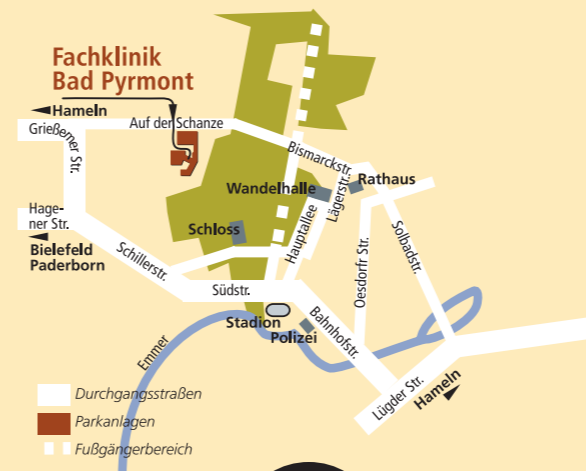 Fachklinik
Bad Pyrmont
Hameln
Auf der Schanze
Grießemer Str.
Bismarckstr.
Wandelhalle
Rathaus
Lägerstr.
Hage-
ner Str.
Schloss
Hauptallee
Solbadstr.
Bielefeld
Paderborn
Schillerstr.
Oesdorfr Str.
Südstr.
Stadion
Polizei
Bahnhofstr.
Emmer
Lügder Str.
Hameln
Durchgangsstraßen
Parkanlagen
Fußgängerbereich